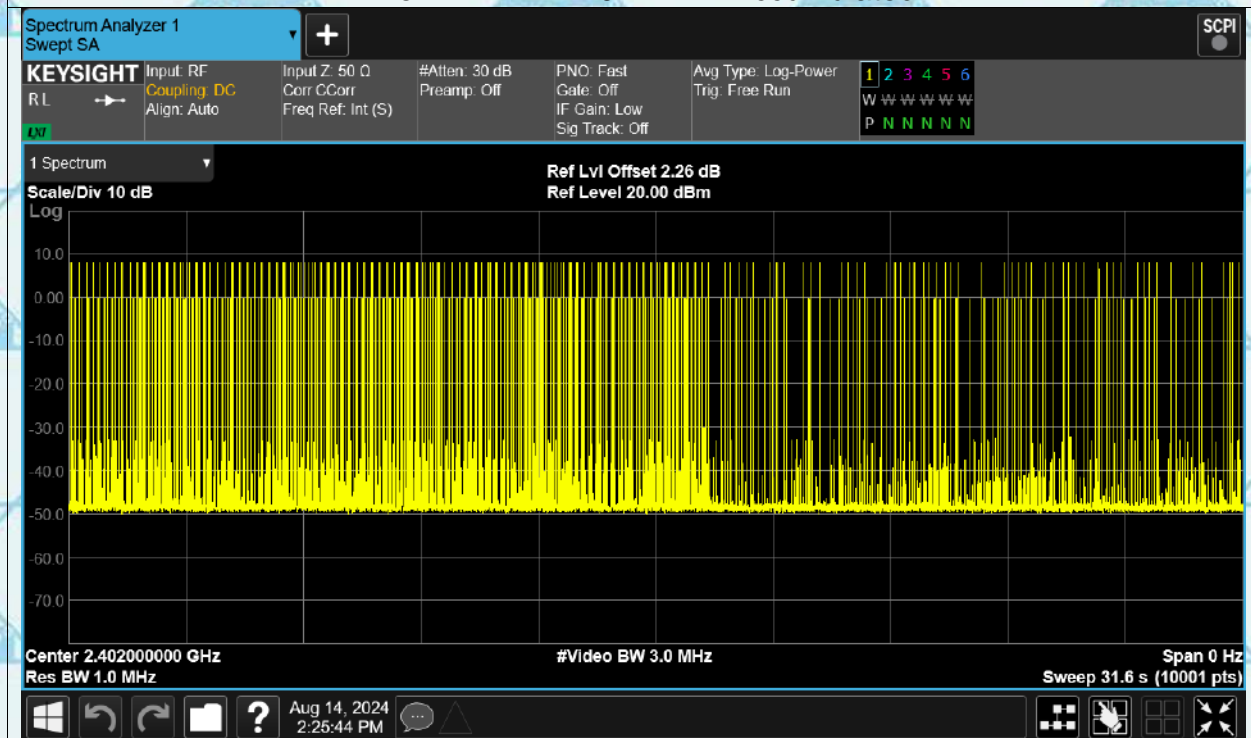 Spectrum Analyzer 1
Swept SA
+
SCPI
KEYSIGHT
R L
LXI
Input: RF
Coupling: DC
Align: Auto
Input Z: 50 Ω
Corr CCorr
Freq Ref: Int (S)
#Atten: 30 dB
Preamp: Off
PNO: Fast
Gate: Off
IF Gain: Low
Sig Track: Off
Avg Type: Log-Power
Trig: Free Run
1 2 3 4 5 6
W W W W W W
P N N N N N
1 Spectrum
Scale/Div 10 dB
Ref Lvl Offset 2.26 dB
Ref Level 20.00 dBm
Log
10.0
0.00
-10.0
-20.0
-30.0
-40.0
-50.0
-60.0
-70.0
Center 2.402000000 GHz
#Video BW 3.0 MHz
Span 0 Hz
Res BW 1.0 MHz
Sweep 31.6 s (10001 pts)
?
Aug 14, 2024
2:25:44 PM